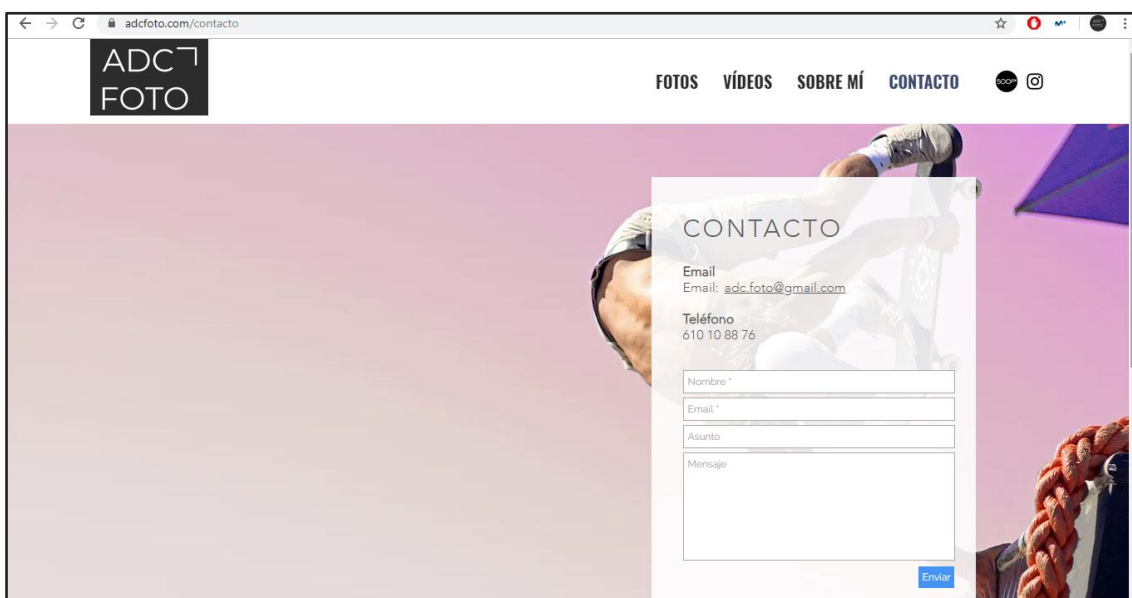 adcfoto.com/contacto
ADC
FOTO
FOTOS VÍDEOS SOBRE MÍ CONTACTO
500px
CONTACTO
Email
Email: adc.foto@gmail.com
Teléfono
610 10 88 76
Nombre *
Email *
Asunto
Mensaje
Enviar